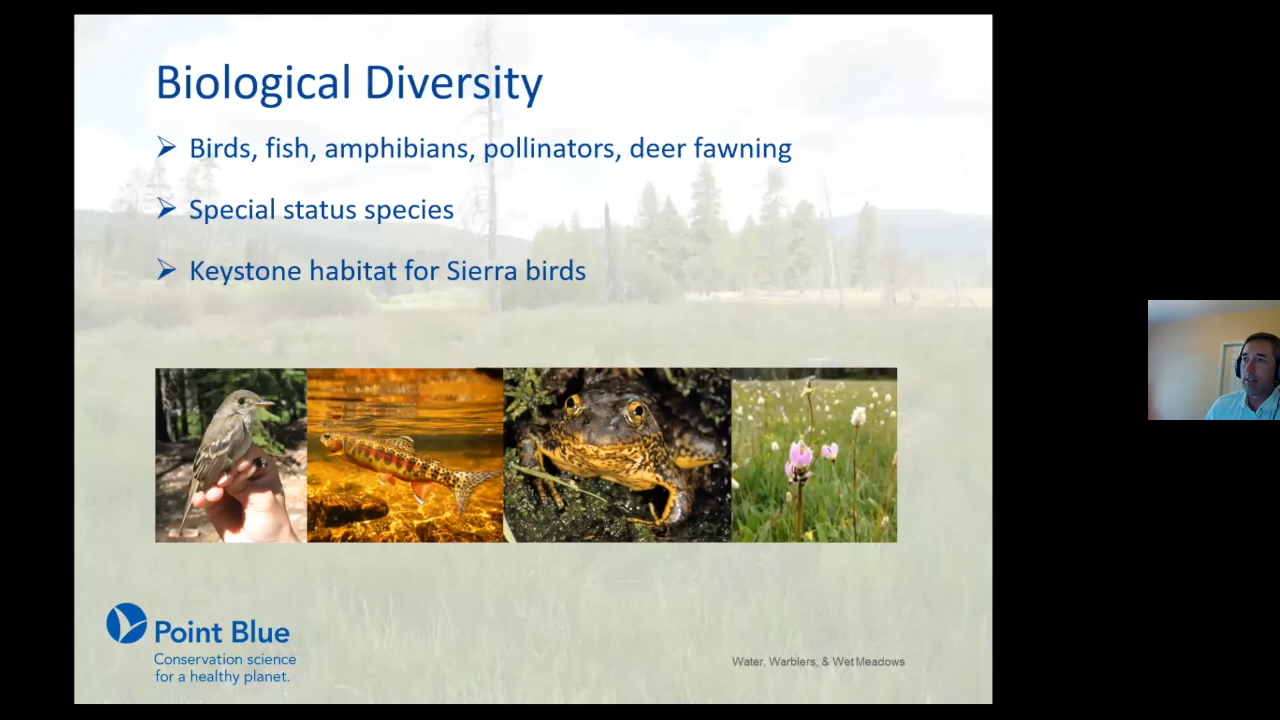 Biological Diversity
Birds, fish, amphibians, pollinators, deer fawning
Special status species
Keystone habitat for Sierra birds
Point Blue
Conservation science
for a healthy planet.
Water, Warblers, & Wet Meadows